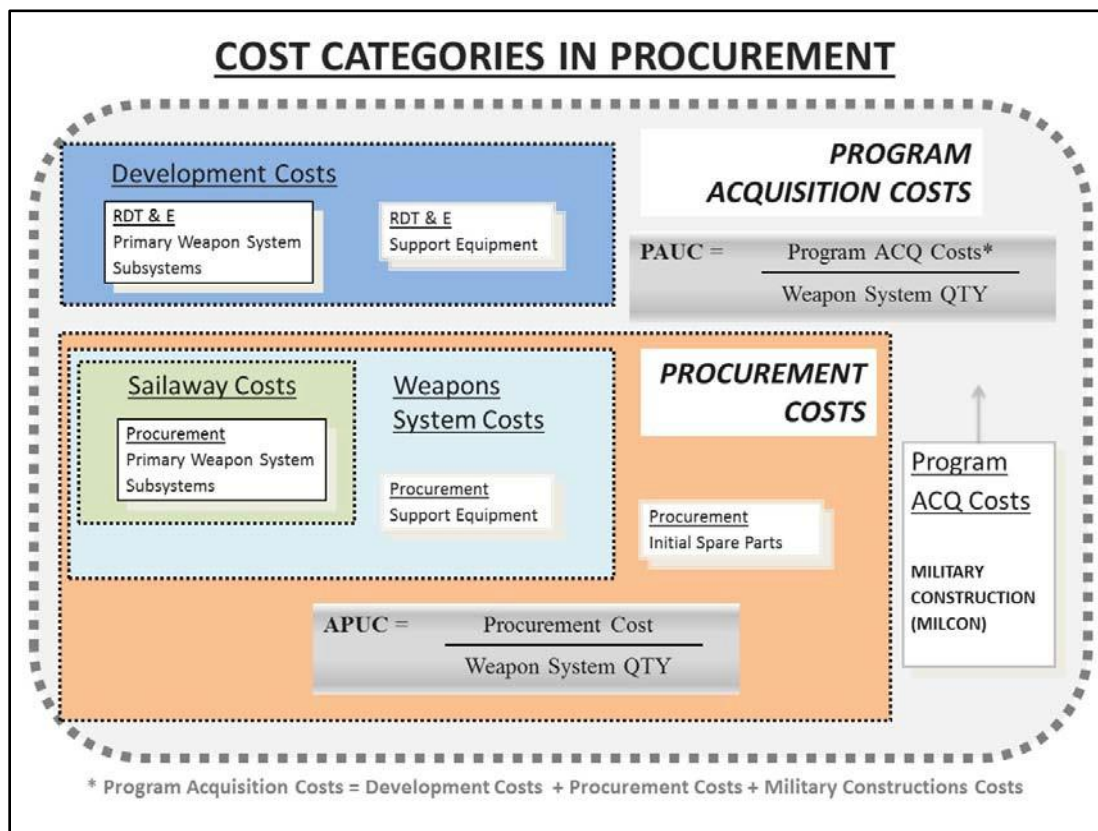 COST CATEGORIES IN PROCUREMENT
Development Costs
RDT & E
Primary Weapon System
Subsystems
RDT & E
Support Equipment
PROGRAM
ACQUISITION COSTS
PAUC = Program ACQ Costs*
Weapon System QTY
Sailaway Costs
Procurement
Primary Weapon System
Subsystems
Weapons
System Costs
Procurement
Support Equipment
PROCUREMENT
COSTS
Procurement
Initial Spare Parts
APUC = Procurement Cost
Weapon System QTY
Program
ACQ Costs
MILITARY
CONSTRUCTION
(MILCON)
* Program Acquisition Costs = Development Costs + Procurement Costs + Military Constructions Costs